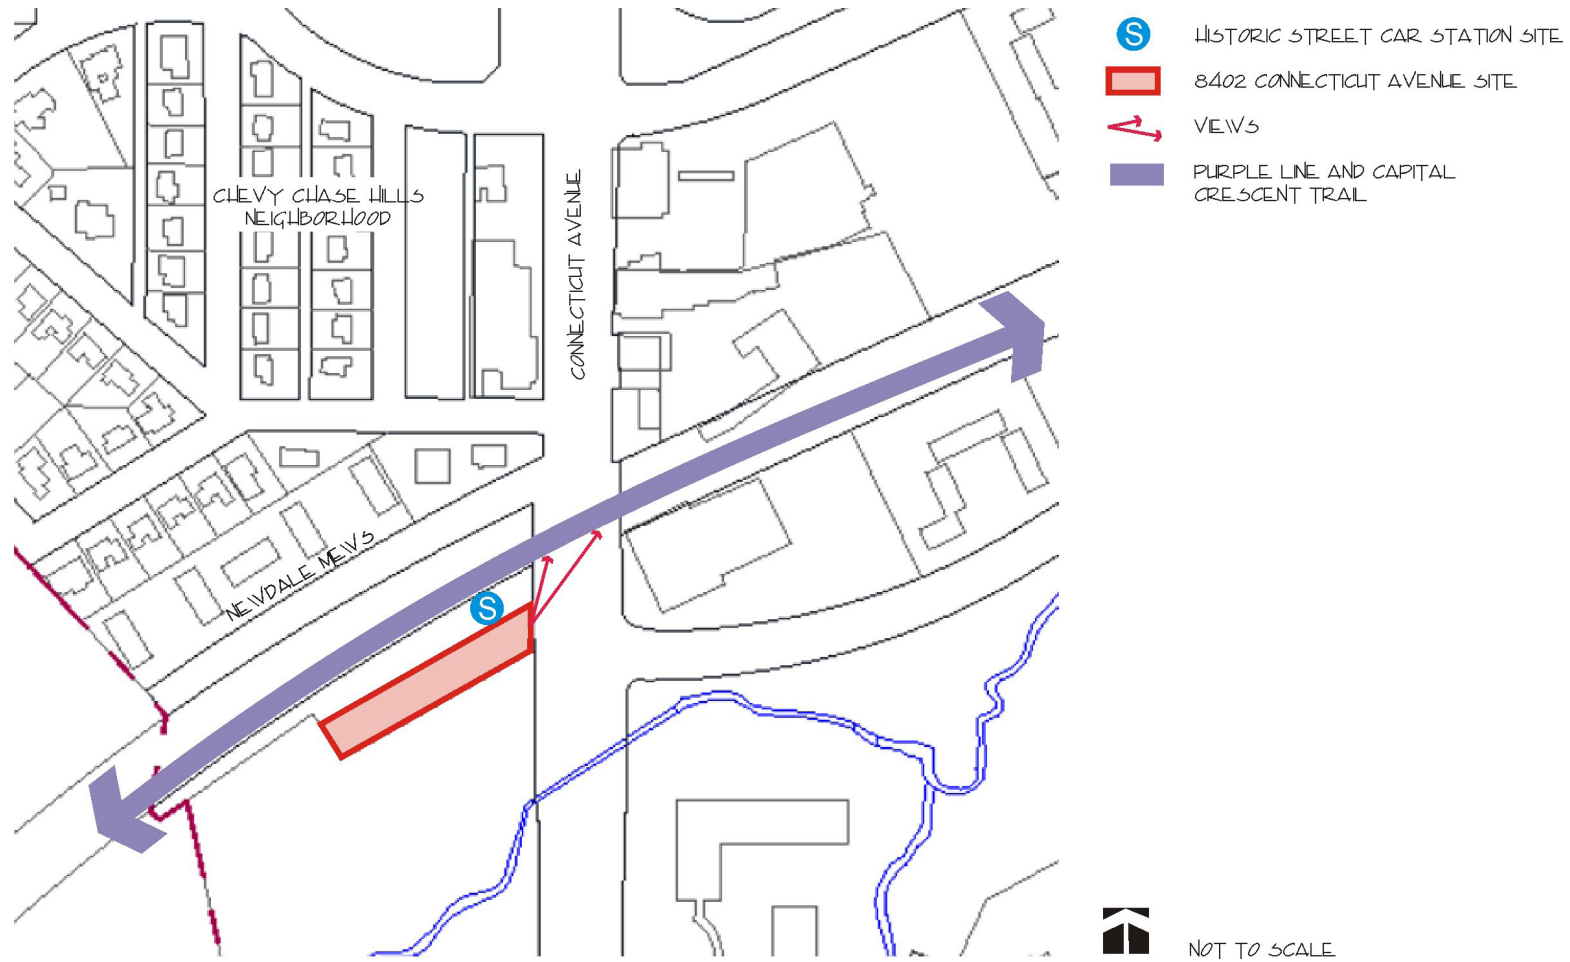 S HISTORIC STREET CAR STATION SITE
8402 CONNECTICUT AVENUE SITE
VIEWS
PURPLE LINE AND CAPITAL
CRESCENT TRAIL
CHEVY CHASE HILLS
NEIGHBORHOOD
CONNECTICUT AVENUE
NEWDALE MEWS
S
NOT TO SCALE